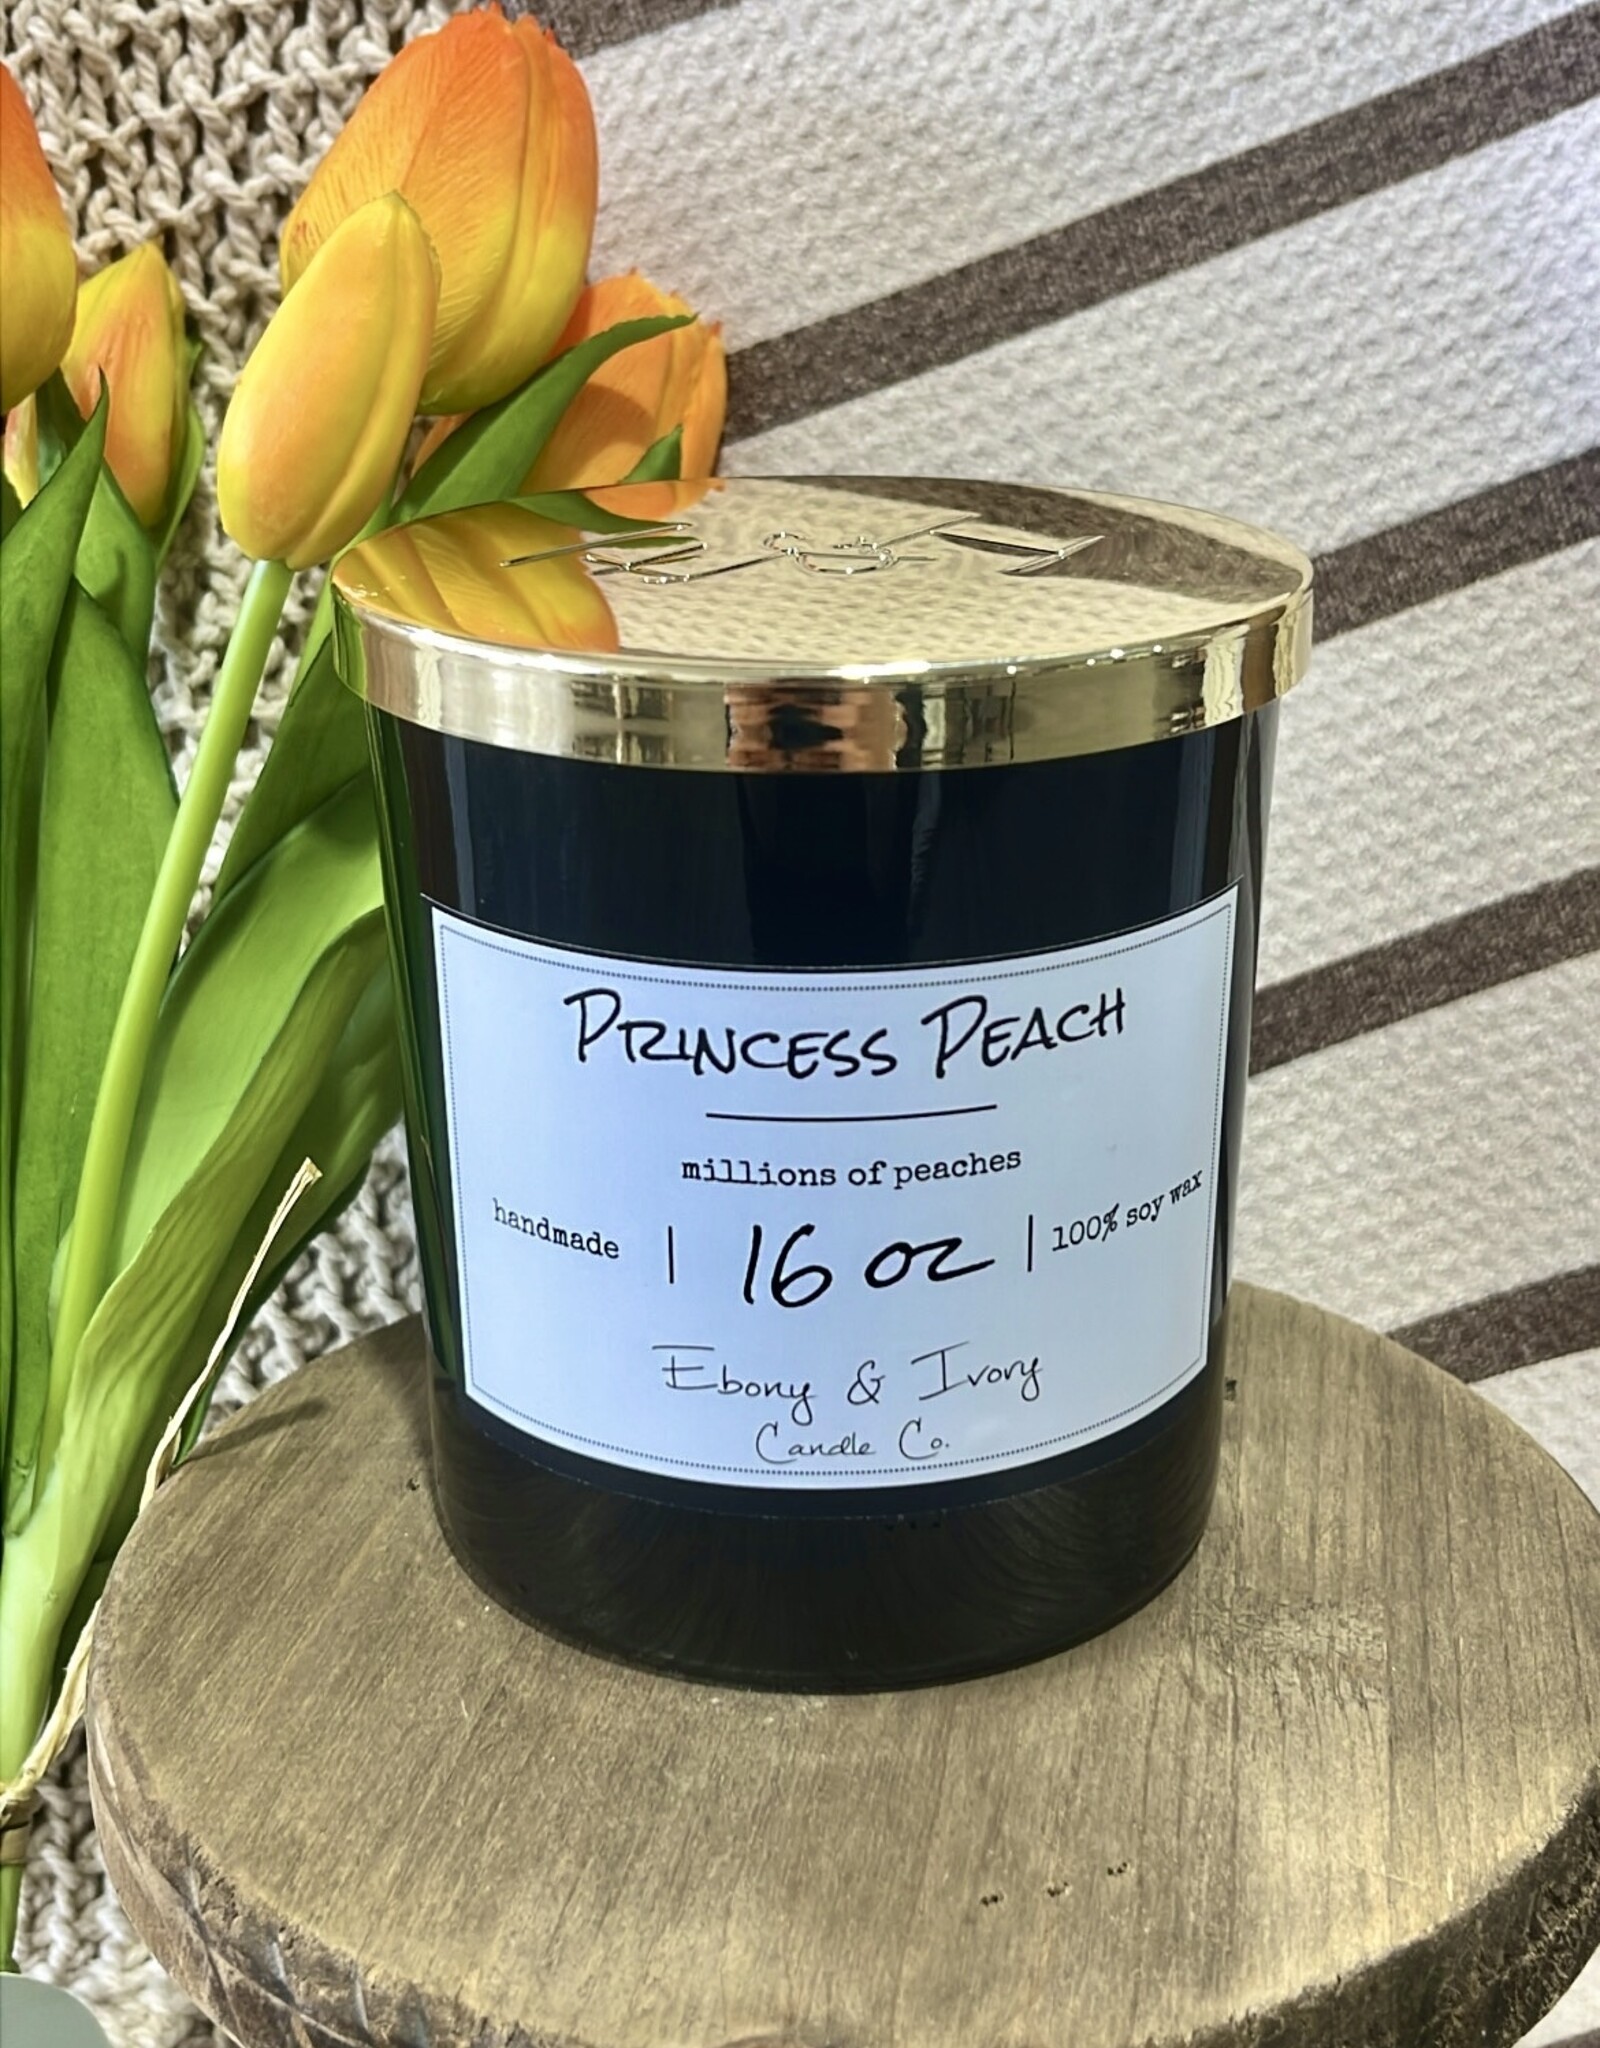 E & I
PRINCESS PEACH
millions of peaches
handmade | 16 oz | 100% soy wax
Ebony & Ivory
Candle Co.